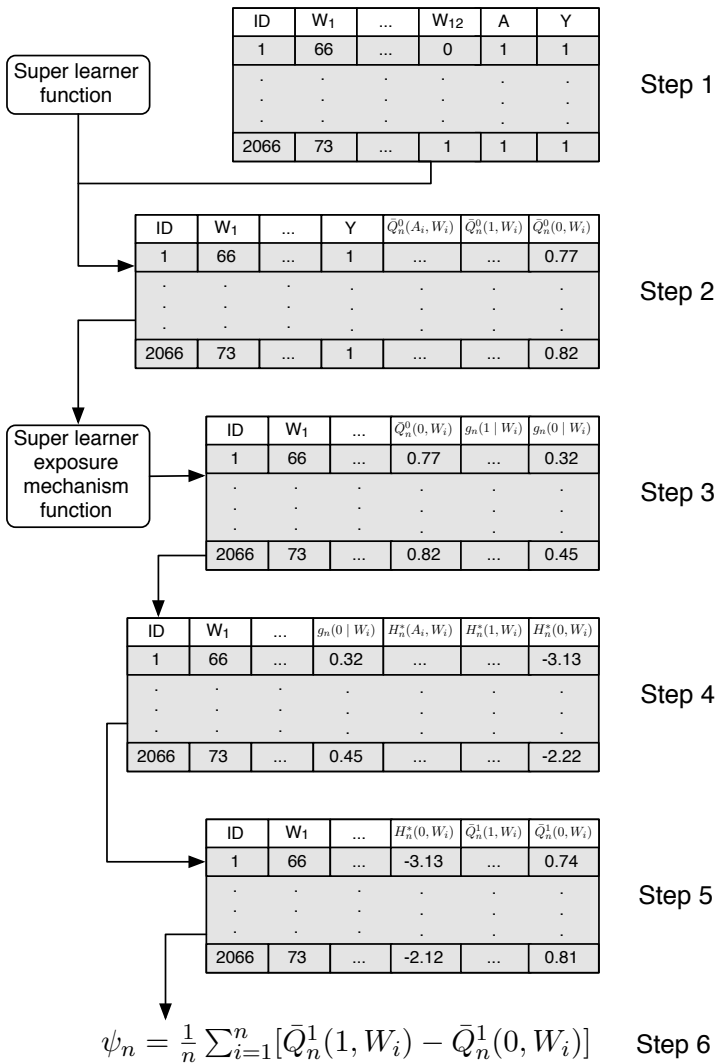 ID W₁ ... W₁₂ A Y
1 66 ... 0 1 1
. . . . . .
. . . . . .
. . . . . .
2066 73 ... 1 1 1
Super learner
function
Step 1
ID W₁ ... Y Q̄⁰ₙ(Aᵢ, Wᵢ) Q̄⁰ₙ(1, Wᵢ) Q̄⁰ₙ(0, Wᵢ)
1 66 ... 1 ... ... 0.77
. . . . . . .
. . . . . . .
. . . . . . .
2066 73 ... 1 ... ... 0.82
Step 2
Super learner
exposure
mechanism
function
ID W₁ ... Q̄⁰ₙ(0, Wᵢ) gₙ(1 | Wᵢ) gₙ(0 | Wᵢ)
1 66 ... 0.77 ... 0.32
. . . . . .
. . . . . .
. . . . . .
2066 73 ... 0.82 ... 0.45
Step 3
ID W₁ ... gₙ(0 | Wᵢ) H*ₙ(Aᵢ, Wᵢ) H*ₙ(1, Wᵢ) H*ₙ(0, Wᵢ)
1 66 ... 0.32 ... ... -3.13
. . . . . . .
. . . . . . .
. . . . . . .
2066 73 ... 0.45 ... ... -2.22
Step 4
ID W₁ ... H*ₙ(0, Wᵢ) Q̄¹ₙ(1, Wᵢ) Q̄¹ₙ(0, Wᵢ)
1 66 ... -3.13 ... 0.74
. . . . . .
. . . . . .
. . . . . .
2066 73 ... -2.12 ... 0.81
Step 5
ψₙ = 1/n ∑ⁿᵢ₌₁[Q̄¹ₙ(1, Wᵢ) − Q̄¹ₙ(0, Wᵢ)]
Step 6